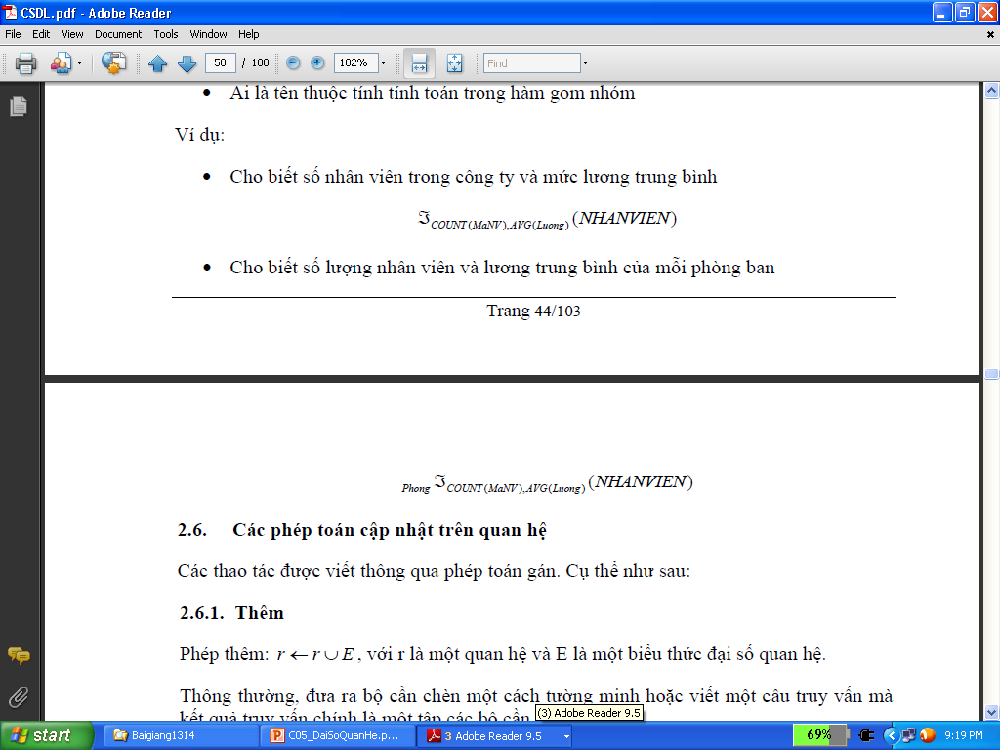 CSDL.pdf - Adobe Reader
File Edit View Document Tools Window Help
50 / 108 102% Find
• Ai là tên thuộc tính tính toán trong hàm gom nhóm
Ví dụ:
• Cho biết số nhân viên trong công ty và mức lương trung bình
ℑCOUNT(MaNV),AVG(Luong)(NHANVIEN)
• Cho biết số lượng nhân viên và lương trung bình của mỗi phòng ban
Trang 44/103
Phong ℑCOUNT(MaNV),AVG(Luong)(NHANVIEN)
2.6. Các phép toán cập nhật trên quan hệ
Các thao tác được viết thông qua phép toán gán. Cụ thể như sau:
2.6.1. Thêm
Phép thêm: r ← r ∪ E , với r là một quan hệ và E là một biểu thức đại số quan hệ.
Thông thường, đưa ra bộ cần chèn một cách tường minh hoặc viết một câu truy vấn mà
kết quả truy vấn chính là một tập các bộ cần
(3) Adobe Reader 9.5
start Baigiang1314 C05_DaiSoQuanHe.p... 3 Adobe Reader 9.5 69% 9:19 PM